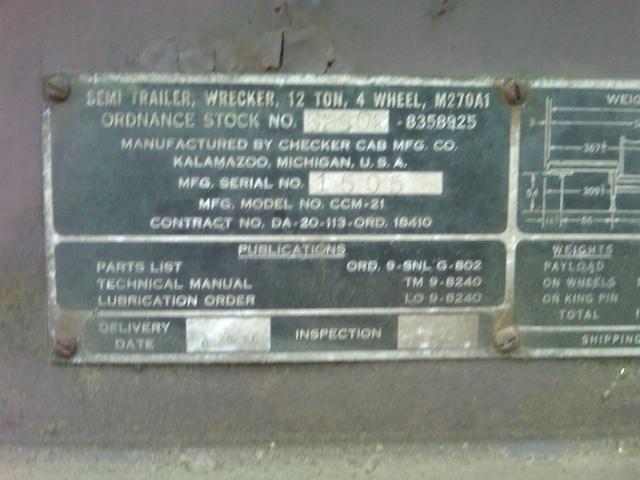 SEMI TRAILER, WRECKER, 12 TON, 4 WHEEL, M270A1
ORDNANCE STOCK NO. -8358925
MANUFACTURED BY CHECKER CAB MFG. CO.
KALAMAZOO, MICHIGAN, U.S.A.
MFG. SERIAL NO. 1505
MFG. MODEL NO. CCM-21
CONTRACT NO. DA-20-113-ORD. 18410
PUBLICATIONS
PARTS LIST ORD. 9-SNL G-802
TECHNICAL MANUAL TM 9-8240
LUBRICATION ORDER LO 9-8240
DELIVERY DATE
INSPECTION
WEIGHTS
PAYLOAD
ON WHEELS
ON KING PIN
TOTAL 1
SHIPPING